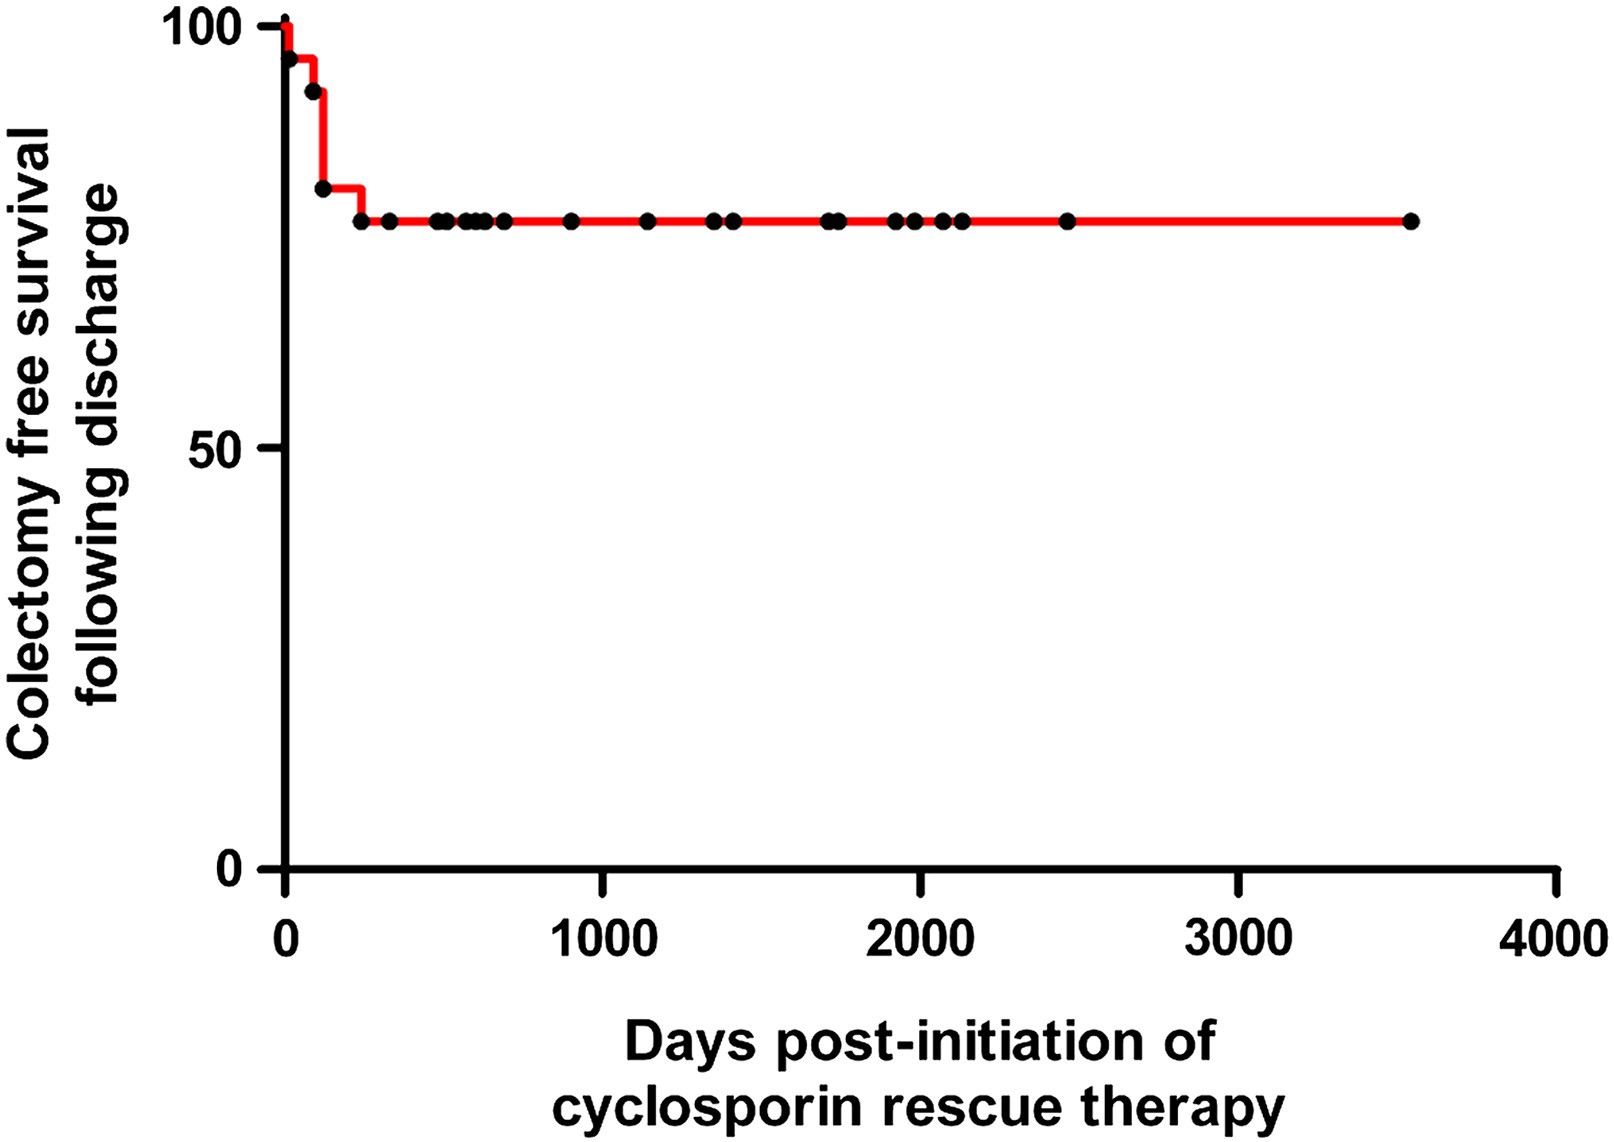 Colectomy free survival
following discharge
100
50
0
0
1000
2000
3000
4000
Days post-initiation of
cyclosporin rescue therapy